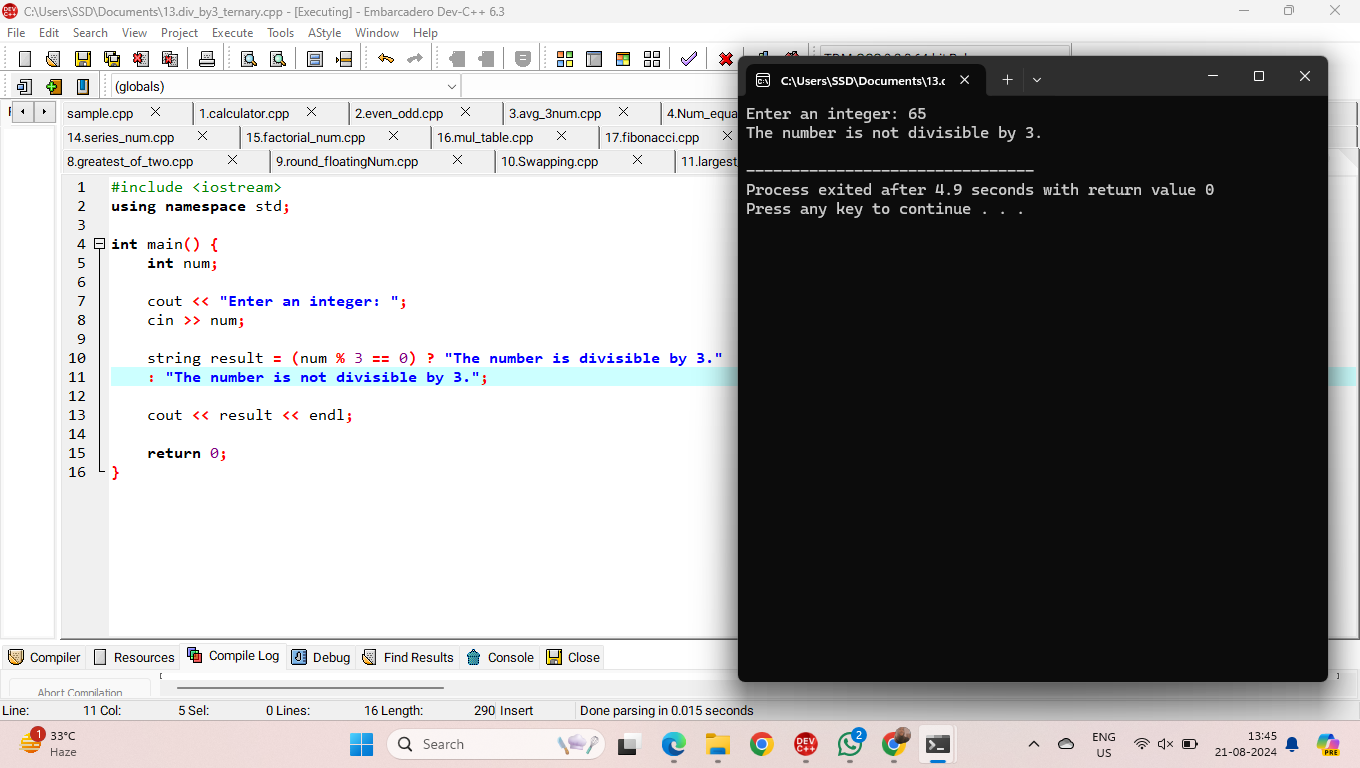 C:\Users\SSD\Documents\13.div_by3_ternary.cpp - [Executing] - Embarcadero Dev-C++ 6.3
File Edit Search View Project Execute Tools AStyle Window Help
(globals)
sample.cpp 1.calculator.cpp 2.even_odd.cpp 3.avg_3num.cpp 4.Num_equa
14.series_num.cpp 15.factorial_num.cpp 16.mul_table.cpp 17.fibonacci.cpp
8.greatest_of_two.cpp 9.round_floatingNum.cpp 10.Swapping.cpp 11.largest
1 #include <iostream>
2 using namespace std;
3
4 int main() {
5 int num;
6
7 cout << "Enter an integer: ";
8 cin >> num;
9
10 string result = (num % 3 == 0) ? "The number is divisible by 3."
11 : "The number is not divisible by 3.";
12
13 cout << result << endl;
14
15 return 0;
16 }
C:\Users\SSD\Documents\13.c
Enter an integer: 65
The number is not divisible by 3.
--------------------------------
Process exited after 4.9 seconds with return value 0
Press any key to continue . . .
Compiler Resources Compile Log Debug Find Results Console Close
Abort Compilation
Line: 11 Col: 5 Sel: 0 Lines: 16 Length: 290 Insert Done parsing in 0.015 seconds
1
33°C
Haze
Search
DEV
C++
2
PRE
ENG
US
13:45
21-08-2024